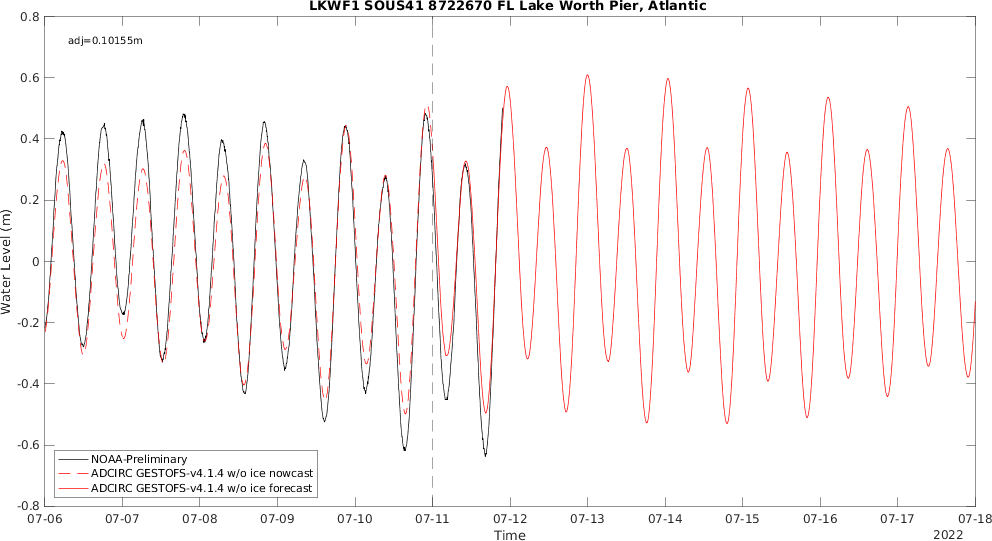 LKWF1 SOUS41 8722670 FL Lake Worth Pier, Atlantic
0.8
adj=0.10155m
0.6
0.4
0.2
0
-0.2
-0.4
-0.6
-0.8
Water Level (m)
NOAA-Preliminary
ADCIRC GESTOFS-v4.1.4 w/o ice nowcast
ADCIRC GESTOFS-v4.1.4 w/o ice forecast
07-06 07-07 07-08 07-09 07-10 07-11 07-12 07-13 07-14 07-15 07-16 07-17 07-18
Time
2022